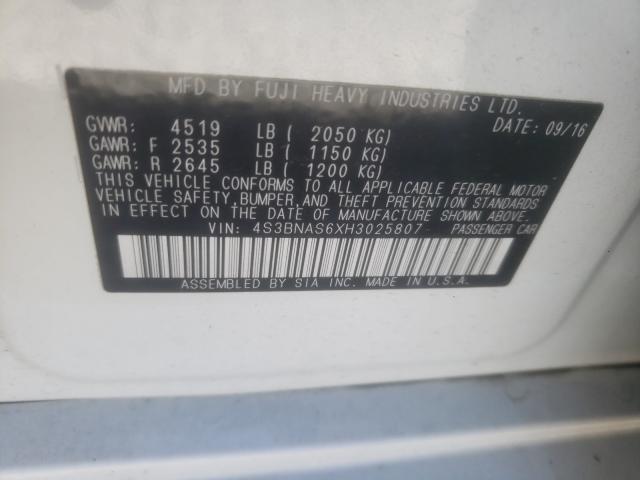 MFD BY FUJI HEAVY INDUSTRIES LTD.
DATE: 09/16
GVWR: 4519 LB ( 2050 KG)
GAWR: F 2535 LB ( 1150 KG)
GAWR: R 2645 LB ( 1200 KG)
THIS VEHICLE CONFORMS TO ALL APPLICABLE FEDERAL MOTOR
VEHICLE SAFETY, BUMPER, AND THEFT PREVENTION STANDARDS
IN EFFECT ON THE DATE OF MANUFACTURE SHOWN ABOVE.
VIN: 4S3BNAS6XH3025807 PASSENGER CAR
ASSEMBLED BY SIA INC. MADE IN U.S.A.